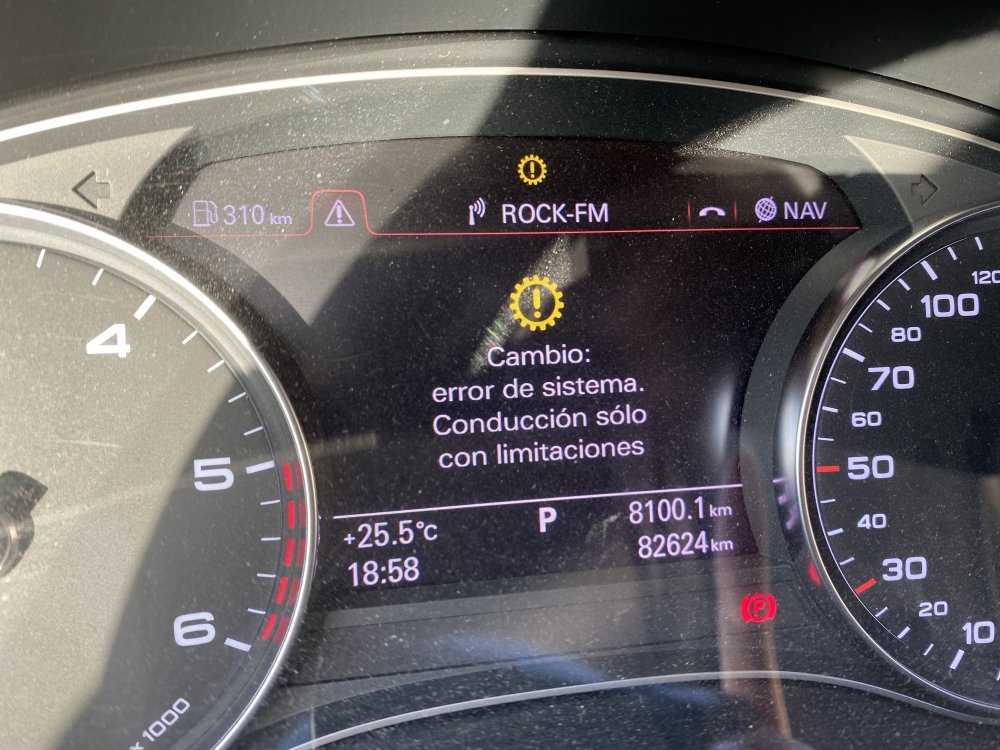 310 km
ROCK-FM
NAV
Cambio:
error de sistema.
Conducción sólo
con limitaciones
+25.5°C
P
8100.1 km
18:58
82624 km
P
4
5
6
x 1000
120
100
80
70
60
50
40
30
20
10